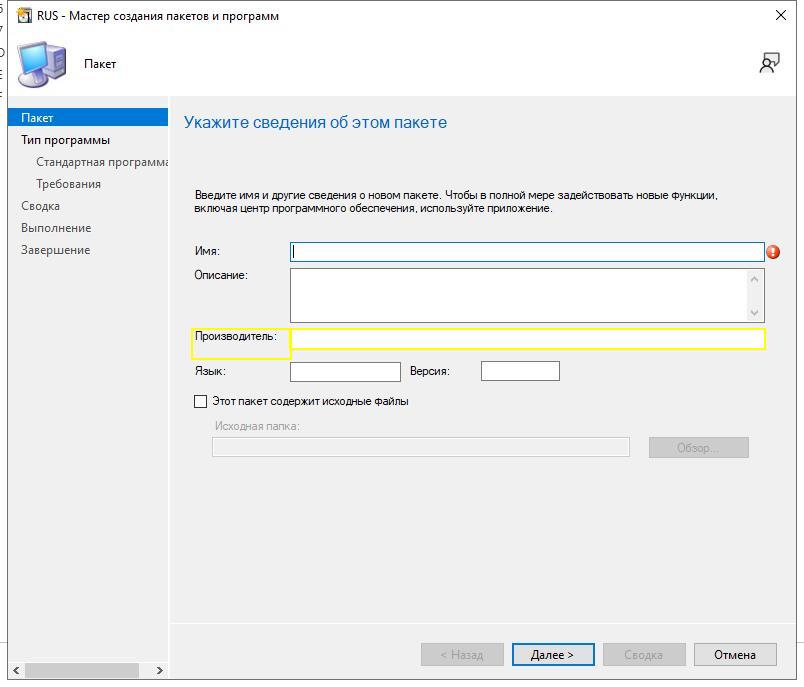 RUS - Мастер создания пакетов и программ
Пакет
Пакет
Тип программы
Стандартная программа
Требования
Сводка
Выполнение
Завершение
Укажите сведения об этом пакете
Введите имя и другие сведения о новом пакете. Чтобы в полной мере задействовать новые функции,
включая центр программного обеспечения, используйте приложение.
Имя:
Описание:
Производитель:
Язык:
Версия:
Этот пакет содержит исходные файлы
Исходная папка:
Обзор...
< Назад
Далее >
Сводка
Отмена